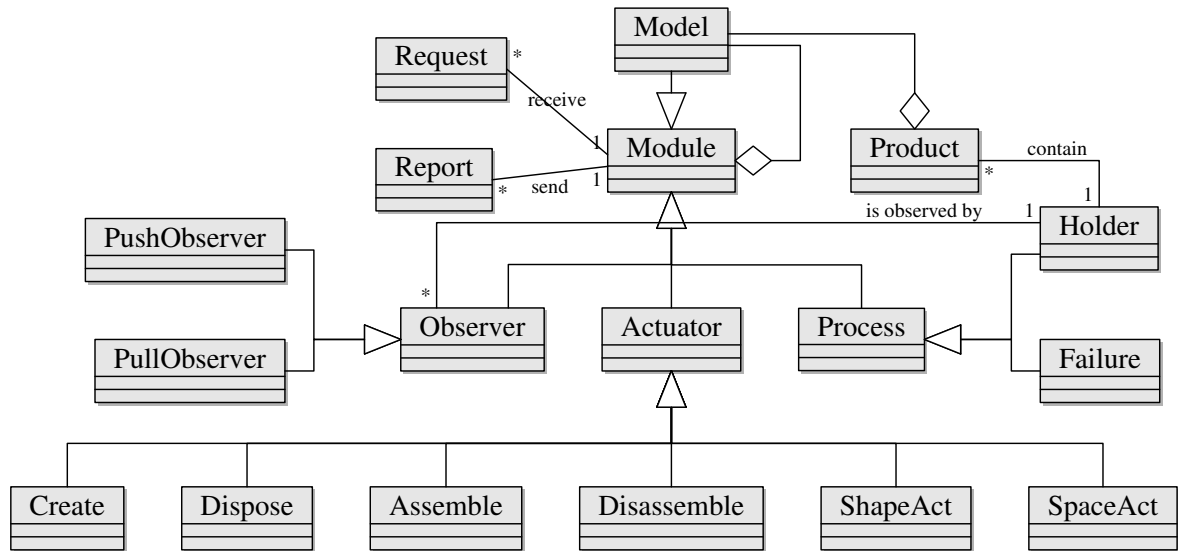 Model
Request
*
receive
1
Module
Product
contain
Report
*
send
1
*
1
is observed by
1
PushObserver
Holder
*
Observer
Actuator
Process
PullObserver
Failure
Create
Dispose
Assemble
Disassemble
ShapeAct
SpaceAct